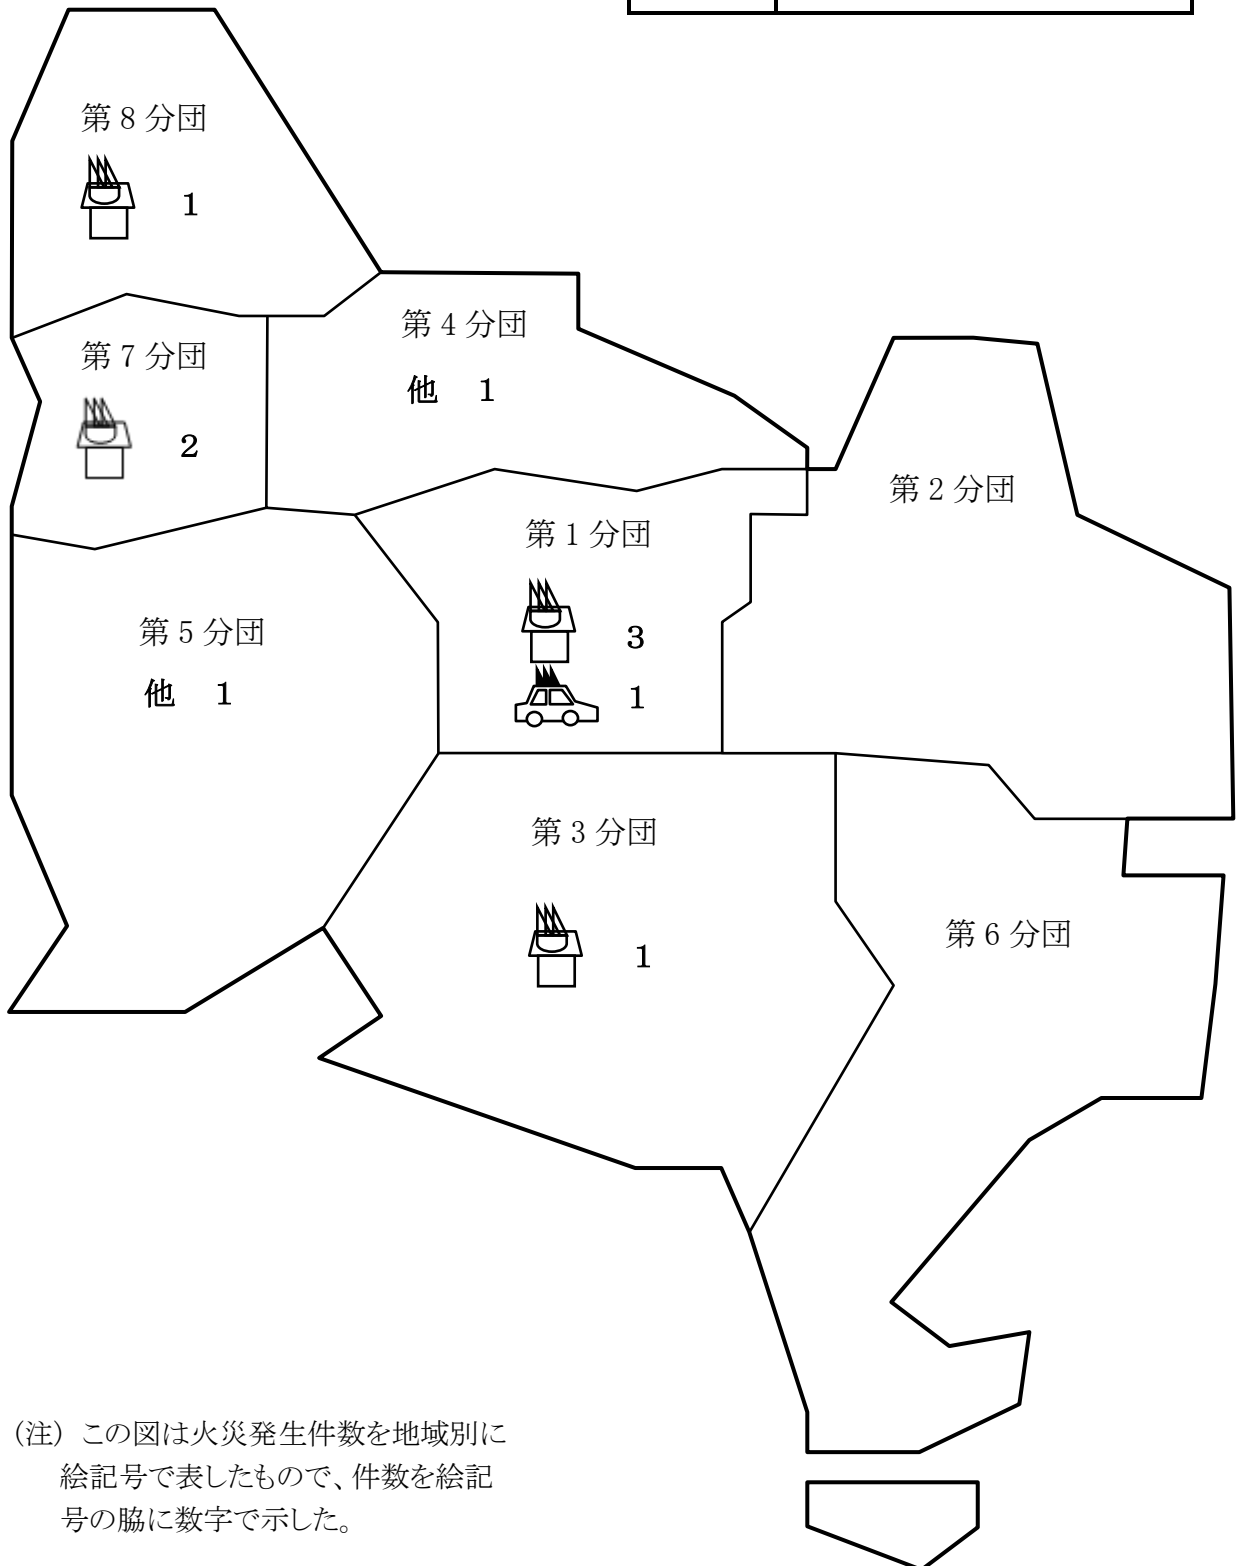 第8分団
1
第4分団
他 1
第7分団
2
第2分団
第1分団
3
1
第5分団
他 1
第3分団
1
第6分団
(注) この図は火災発生件数を地域別に
絵記号で表したもので、件数を絵記
号の脇に数字で示した。